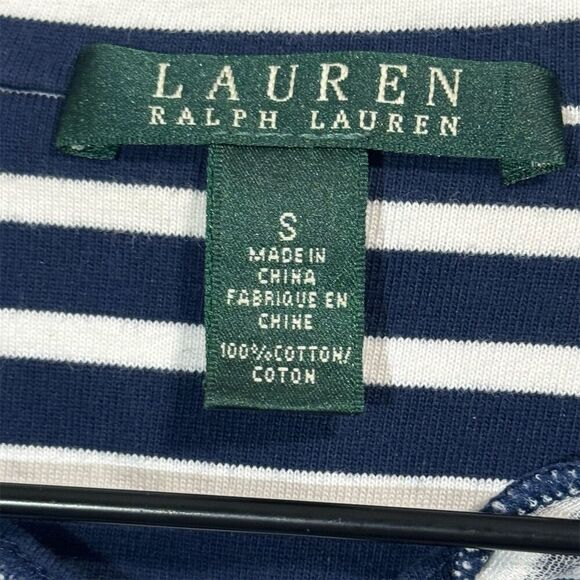 LAUREN
RALPH LAUREN
S
MADE IN
CHINA
FABRIQUE EN
CHINE
100%COTTON/
COTON